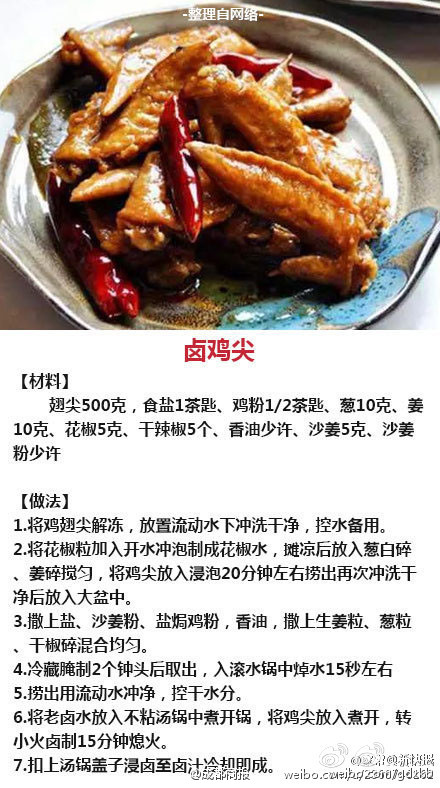 -整理自网络-
卤鸡尖
【材料】
翅尖500克，食盐1茶匙、鸡粉1/2茶匙、葱10克、姜
10克、花椒5克、干辣椒5个、香油少许、沙姜5克、沙姜
粉少许
【做法】
1.将鸡翅尖解冻，放置流动水下冲洗干净，控水备用。
2.将花椒粒加入开水冲泡制成花椒水，摊凉后放入葱白碎
、姜碎搅匀，将鸡尖放入浸泡20分钟左右捞出再次冲洗干
净后放入大盆中。
3.撒上盐、沙姜粉、盐焗鸡粉，香油，撒上生姜粒、葱粒
、干椒碎混合均匀。
4.冷藏腌制2个钟头后取出，入滚水锅中焯水15秒左右
5.捞出用流动水冲净，控干水分。
6.将老卤水放入不粘汤锅中煮开锅，将鸡尖放入煮开，转
小火卤制15分钟熄火。
7.扣上汤锅盖子浸卤至卤汁冷却即成。
@成都商报